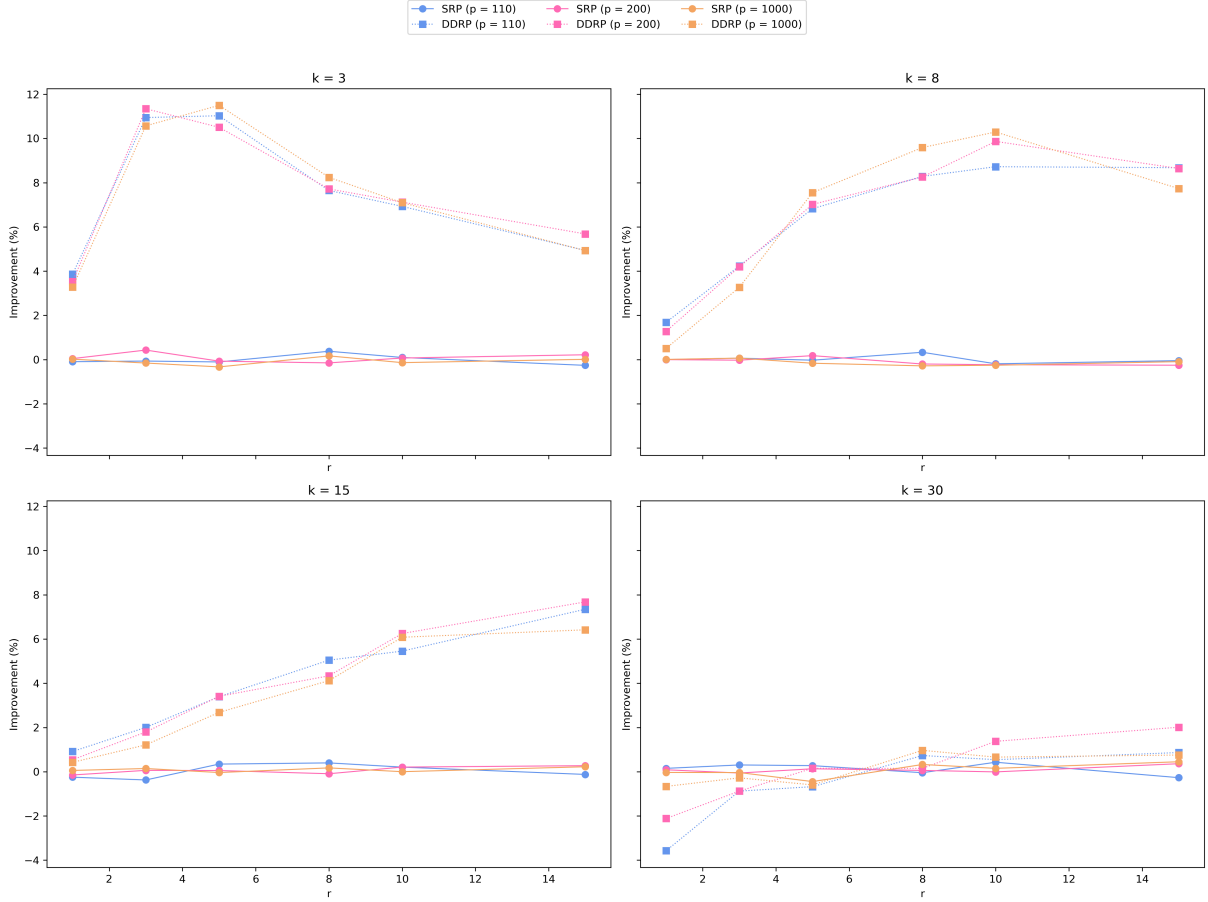 SRP (p = 110) SRP (p = 200) SRP (p = 1000)
DDRP (p = 110) DDRP (p = 200) DDRP (p = 1000)
k = 3
12
10
8
6
4
2
0
−2
−4
Improvement (%)
r
k = 8
Improvement (%)
r
k = 15
12
10
8
6
4
2
0
−2
−4
Improvement (%)
2 4 6 8 10 12 14
r
k = 30
Improvement (%)
2 4 6 8 10 12 14
r